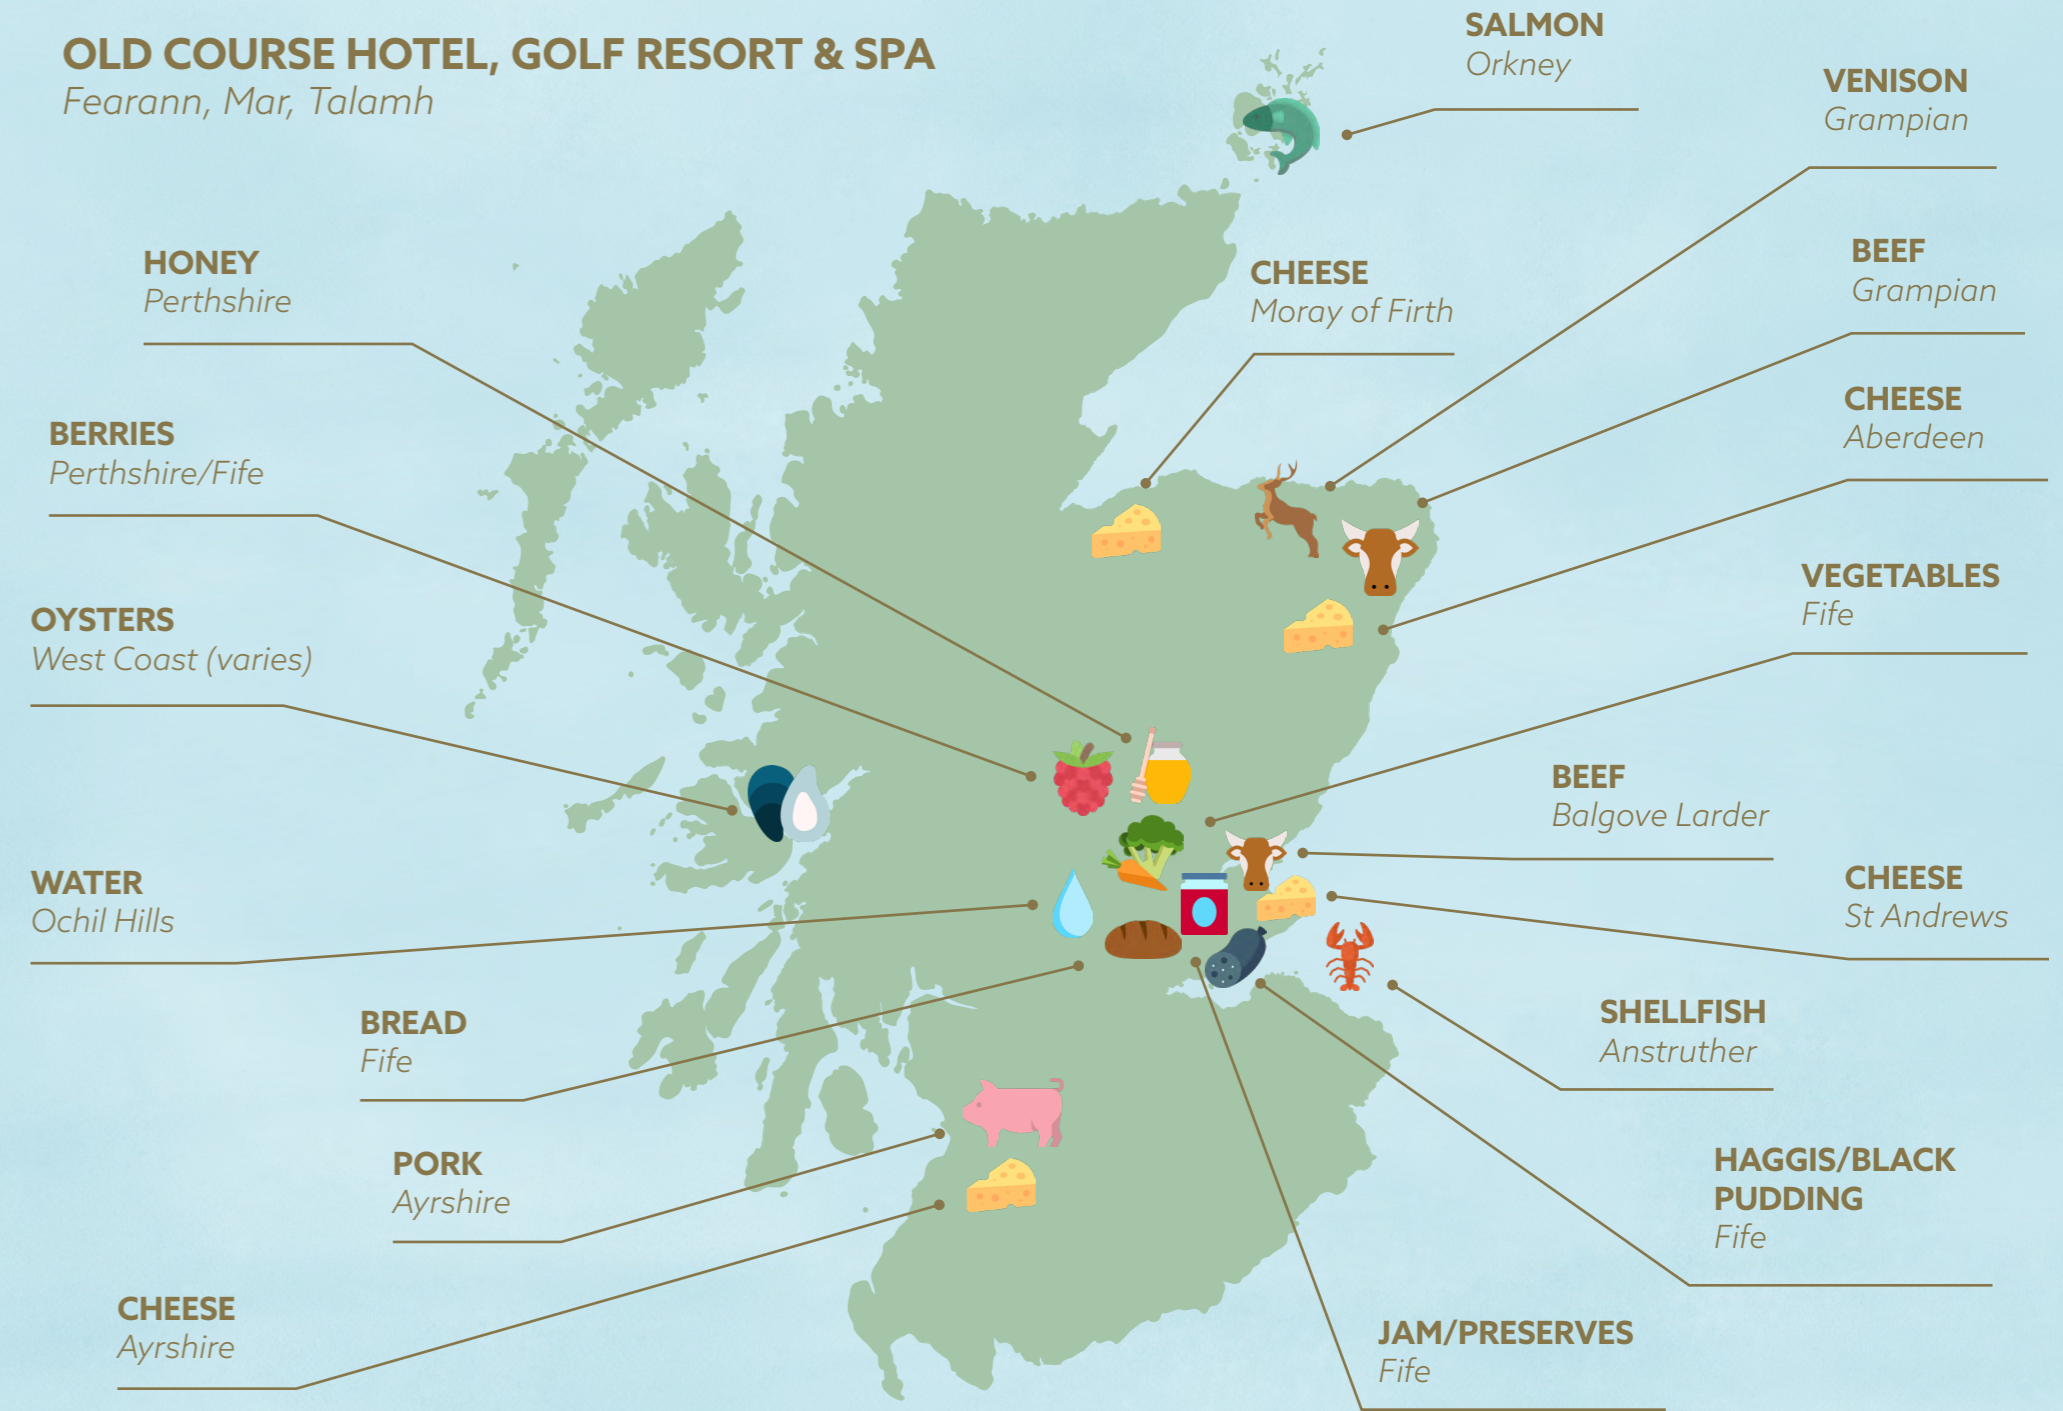 OLD COURSE HOTEL, GOLF RESORT & SPA
Fearann, Mar, Talamh
SALMON
Orkney
VENISON
Grampian
HONEY
Perthshire
CHEESE
Moray of Firth
BEEF
Grampian
CHEESE
Aberdeen
BERRIES
Perthshire/Fife
VEGETABLES
Fife
OYSTERS
West Coast (varies)
BEEF
Balgove Larder
WATER
Ochil Hills
CHEESE
St Andrews
BREAD
Fife
SHELLFISH
Anstruther
PORK
Ayrshire
HAGGIS/BLACK
PUDDING
Fife
CHEESE
Ayrshire
JAM/PRESERVES
Fife